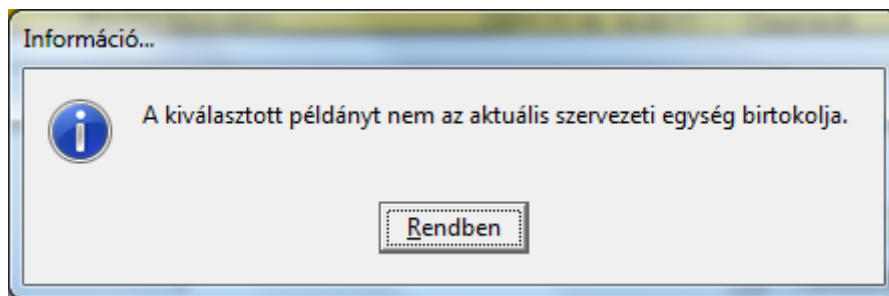 Információ...
A kiválasztott példányt nem az aktuális szervezeti egység birtokolja.
Rendben